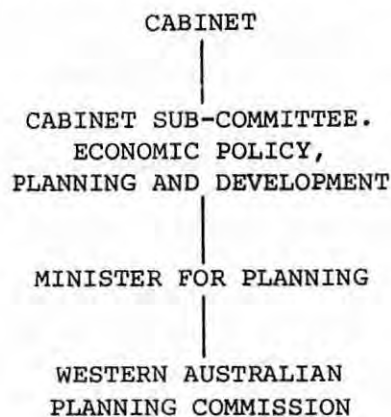 CABINET
CABINET SUB-COMMITTEE.
ECONOMIC POLICY,
PLANNING AND DEVELOPMENT
MINISTER FOR PLANNING
WESTERN AUSTRALIAN
PLANNING COMMISSION